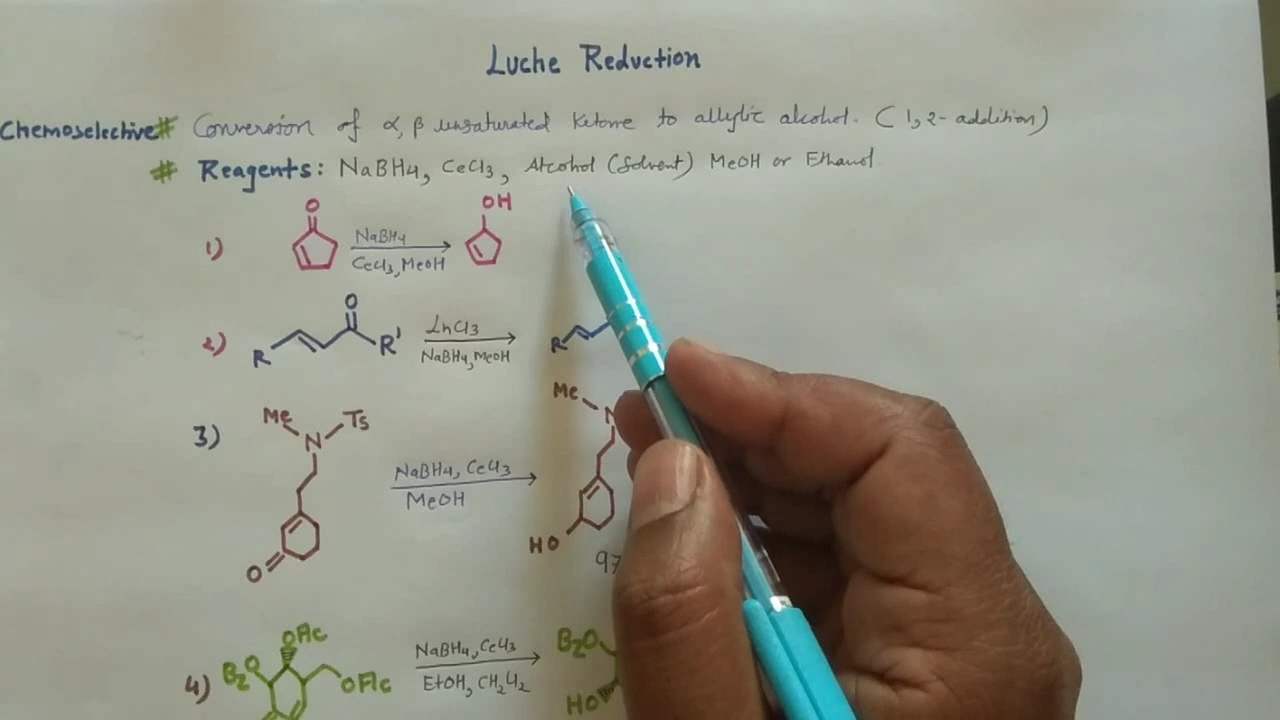 Luche Reduction
Chemoselective # Conversion of α, β unsaturated Ketone to allylic alcohol. (1,2-addition)
# Reagents: NaBH4, CeCl3, Alcohol (Solvent) MeOH or Ethanol
O
OH
1)
NaBH4
CeCl3, MeOH
O
2)
R
R'
LnCl3
NaBH4, MeOH
R
Me
3)
Me
Ts
N
N
NaBH4, CeCl3
MeOH
O
HO
97
OAc
4)
BzO
OAc
NaBH4, CeCl3
EtOH, CH2Cl2
BzO
HO